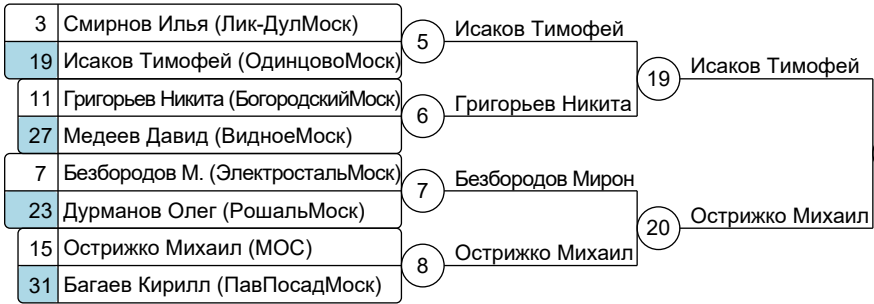 3 Смирнов Илья (Лик-ДулМоск)
19 Исаков Тимофей (ОдинцовоМоск)
5 Исаков Тимофей
11 Григорьев Никита (БогородскийМоск)
27 Медеев Давид (ВидноеМоск)
6 Григорьев Никита
19 Исаков Тимофей
7 Безбородов М. (ЭлектростальМоск)
23 Дурманов Олег (РошальМоск)
7 Безбородов Мирон
15 Острижко Михаил (МОС)
31 Багаев Кирилл (ПавПосадМоск)
8 Острижко Михаил
20 Острижко Михаил